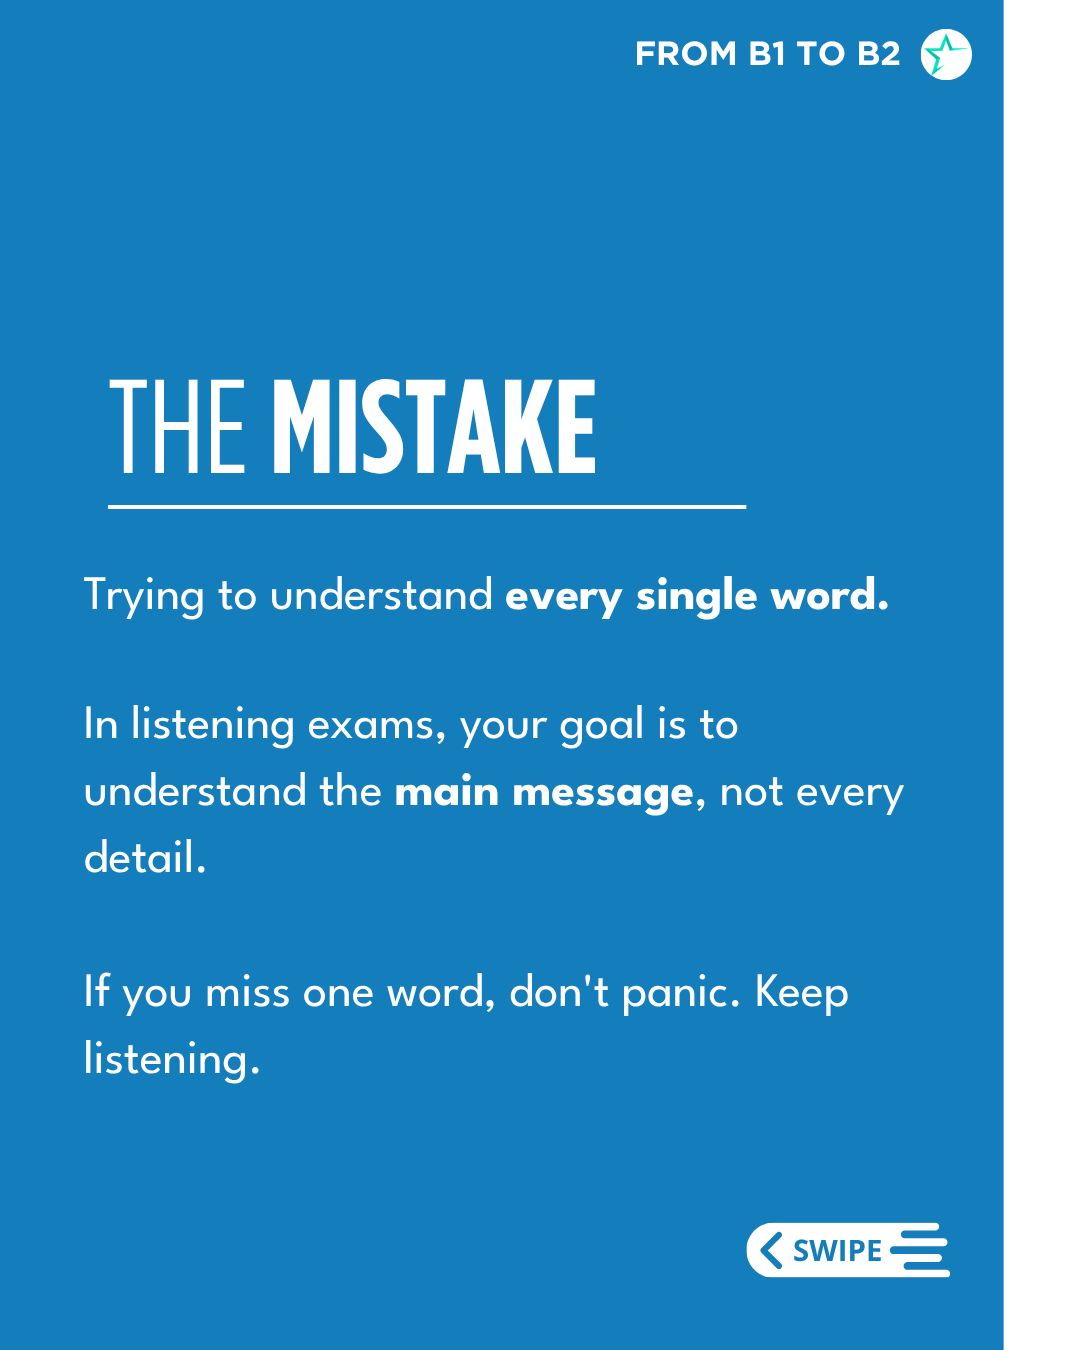 FROM B1 TO B2
THE MISTAKE
Trying to understand every single word.
In listening exams, your goal is to
understand the main message, not every
detail.
If you miss one word, don't panic. Keep
listening.
SWIPE